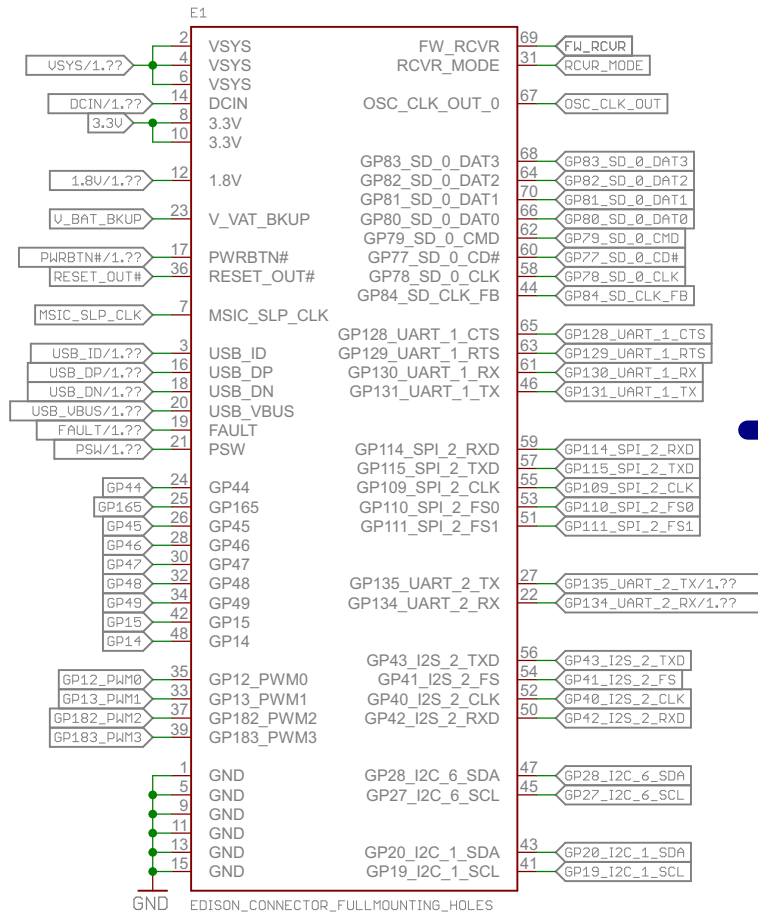 E1
VSYS/1.?? 2 VSYS
4 VSYS
6 VSYS
DCIN/1.?? 14 DCIN
3.3V 8 3.3V
10 3.3V
1.8V/1.?? 12 1.8V
V_BAT_BKUP 23 V_VAT_BKUP
PWRBTN#/1.?? 17 PWRBTN#
RESET_OUT# 36 RESET_OUT#
MSIC_SLP_CLK 7 MSIC_SLP_CLK
USB_ID/1.?? 3 USB_ID
USB_DP/1.?? 16 USB_DP
USB_DN/1.?? 18 USB_DN
USB_VBUS/1.?? 20 USB_VBUS
FAULT/1.?? 19 FAULT
PSW/1.?? 21 PSW
GP44 24 GP44
GP165 25 GP165
GP45 26 GP45
GP46 28 GP46
GP47 30 GP47
GP48 32 GP48
GP49 34 GP49
GP15 42 GP15
GP14 48 GP14
GP12_PWM0 35 GP12_PWM0
GP13_PWM1 33 GP13_PWM1
GP182_PWM2 37 GP182_PWM2
GP183_PWM3 39 GP183_PWM3
1 GND
5 GND
9 GND
11 GND
13 GND
15 GND
GND
FW_RCVR 69 FW_RCVR
RCVR_MODE 31 RCVR_MODE
OSC_CLK_OUT_0 67 OSC_CLK_OUT
GP83_SD_0_DAT3 68 GP83_SD_0_DAT3
GP82_SD_0_DAT2 64 GP82_SD_0_DAT2
GP81_SD_0_DAT1 70 GP81_SD_0_DAT1
GP80_SD_0_DAT0 66 GP80_SD_0_DAT0
GP79_SD_0_CMD 62 GP79_SD_0_CMD
GP77_SD_0_CD# 60 GP77_SD_0_CD#
GP78_SD_0_CLK 58 GP78_SD_0_CLK
GP84_SD_CLK_FB 44 GP84_SD_CLK_FB
GP128_UART_1_CTS 65 GP128_UART_1_CTS
GP129_UART_1_RTS 63 GP129_UART_1_RTS
GP130_UART_1_RX 61 GP130_UART_1_RX
GP131_UART_1_TX 46 GP131_UART_1_TX
GP114_SPI_2_RXD 59 GP114_SPI_2_RXD
GP115_SPI_2_TXD 57 GP115_SPI_2_TXD
GP109_SPI_2_CLK 55 GP109_SPI_2_CLK
GP110_SPI_2_FS0 53 GP110_SPI_2_FS0
GP111_SPI_2_FS1 51 GP111_SPI_2_FS1
GP135_UART_2_TX 27 GP135_UART_2_TX/1.??
GP134_UART_2_RX 22 GP134_UART_2_RX/1.??
GP43_I2S_2_TXD 56 GP43_I2S_2_TXD
GP41_I2S_2_FS 54 GP41_I2S_2_FS
GP40_I2S_2_CLK 52 GP40_I2S_2_CLK
GP42_I2S_2_RXD 50 GP42_I2S_2_RXD
GP28_I2C_6_SDA 47 GP28_I2C_6_SDA
GP27_I2C_6_SCL 45 GP27_I2C_6_SCL
GP20_I2C_1_SDA 43 GP20_I2C_1_SDA
GP19_I2C_1_SCL 41 GP19_I2C_1_SCL
EDISON_CONNECTOR_FULLMOUNTING_HOLES